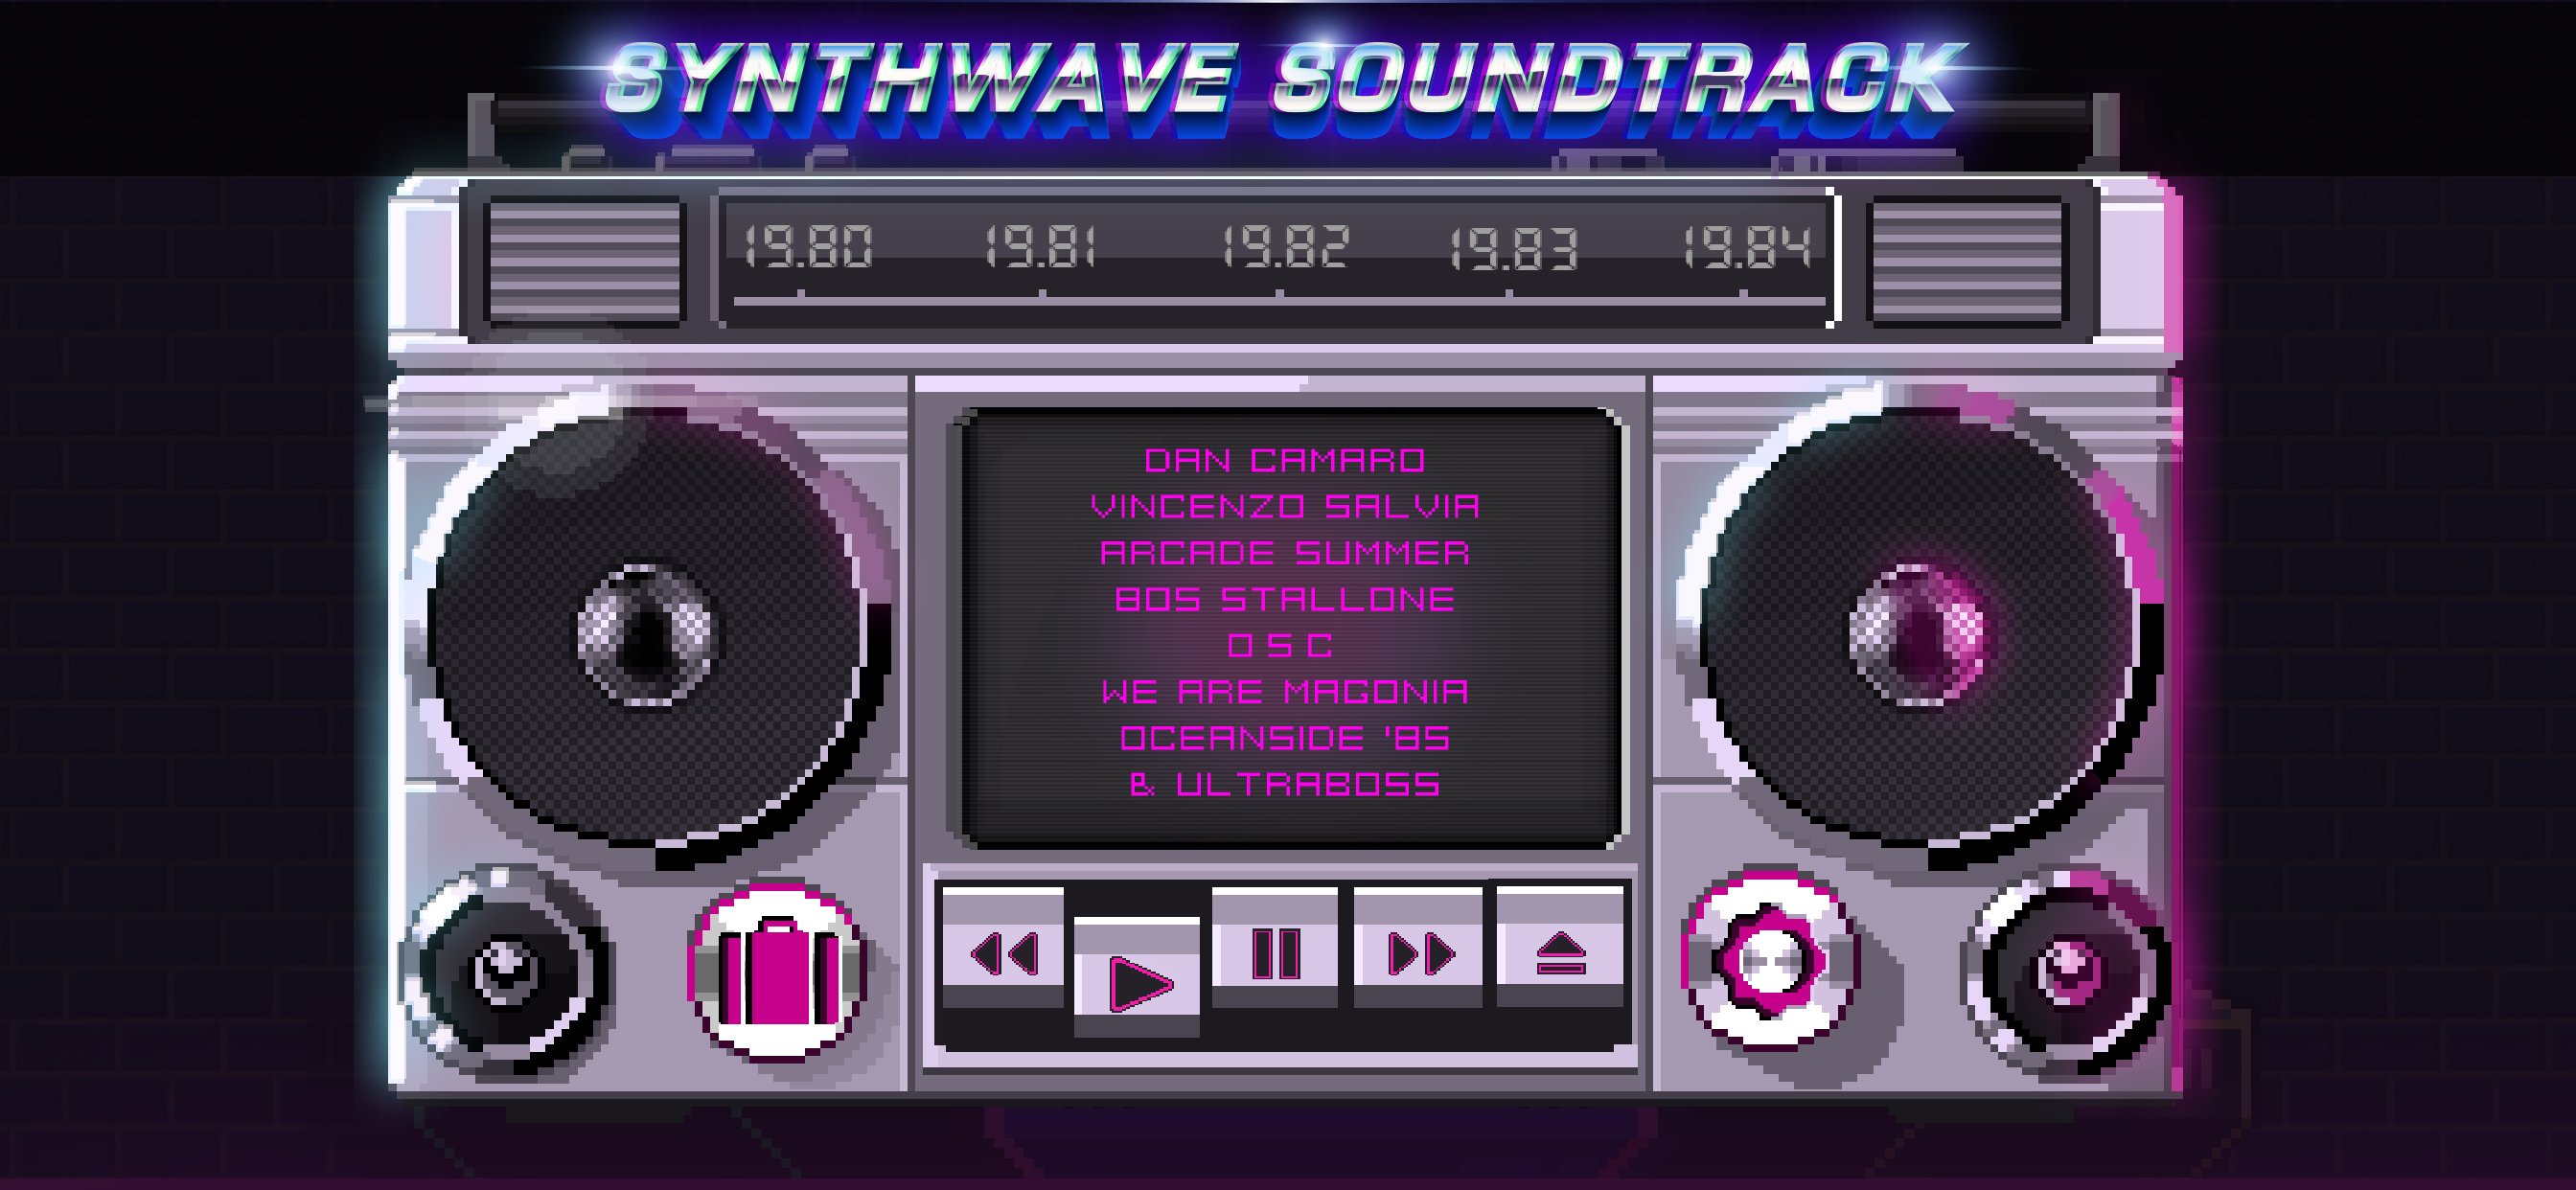 SYNTHWAVE SOUNDTRACK
19.80 19.81 19.82 19.83 19.84
DAN CAMARO
VINCENZO SALVIA
ARCADE SUMMER
80S STALLONE
O S C
WE ARE MAGONIA
OCEANSIDE '85
& ULTRABOSS